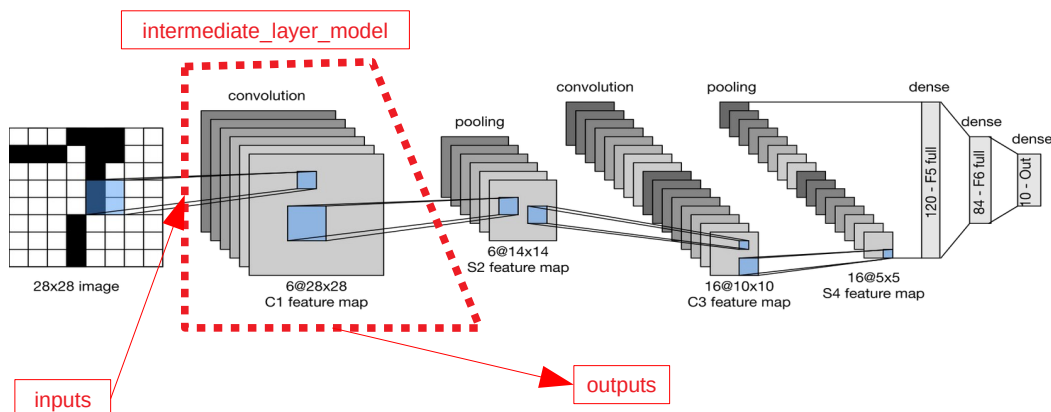 intermediate_layer_model
convolution
pooling
convolution
pooling
dense
dense
dense
120 - F5 full
84 - F6 full
10 - Out
28x28 image
6@28x28
C1 feature map
6@14x14
S2 feature map
16@10x10
C3 feature map
16@5x5
S4 feature map
inputs
outputs